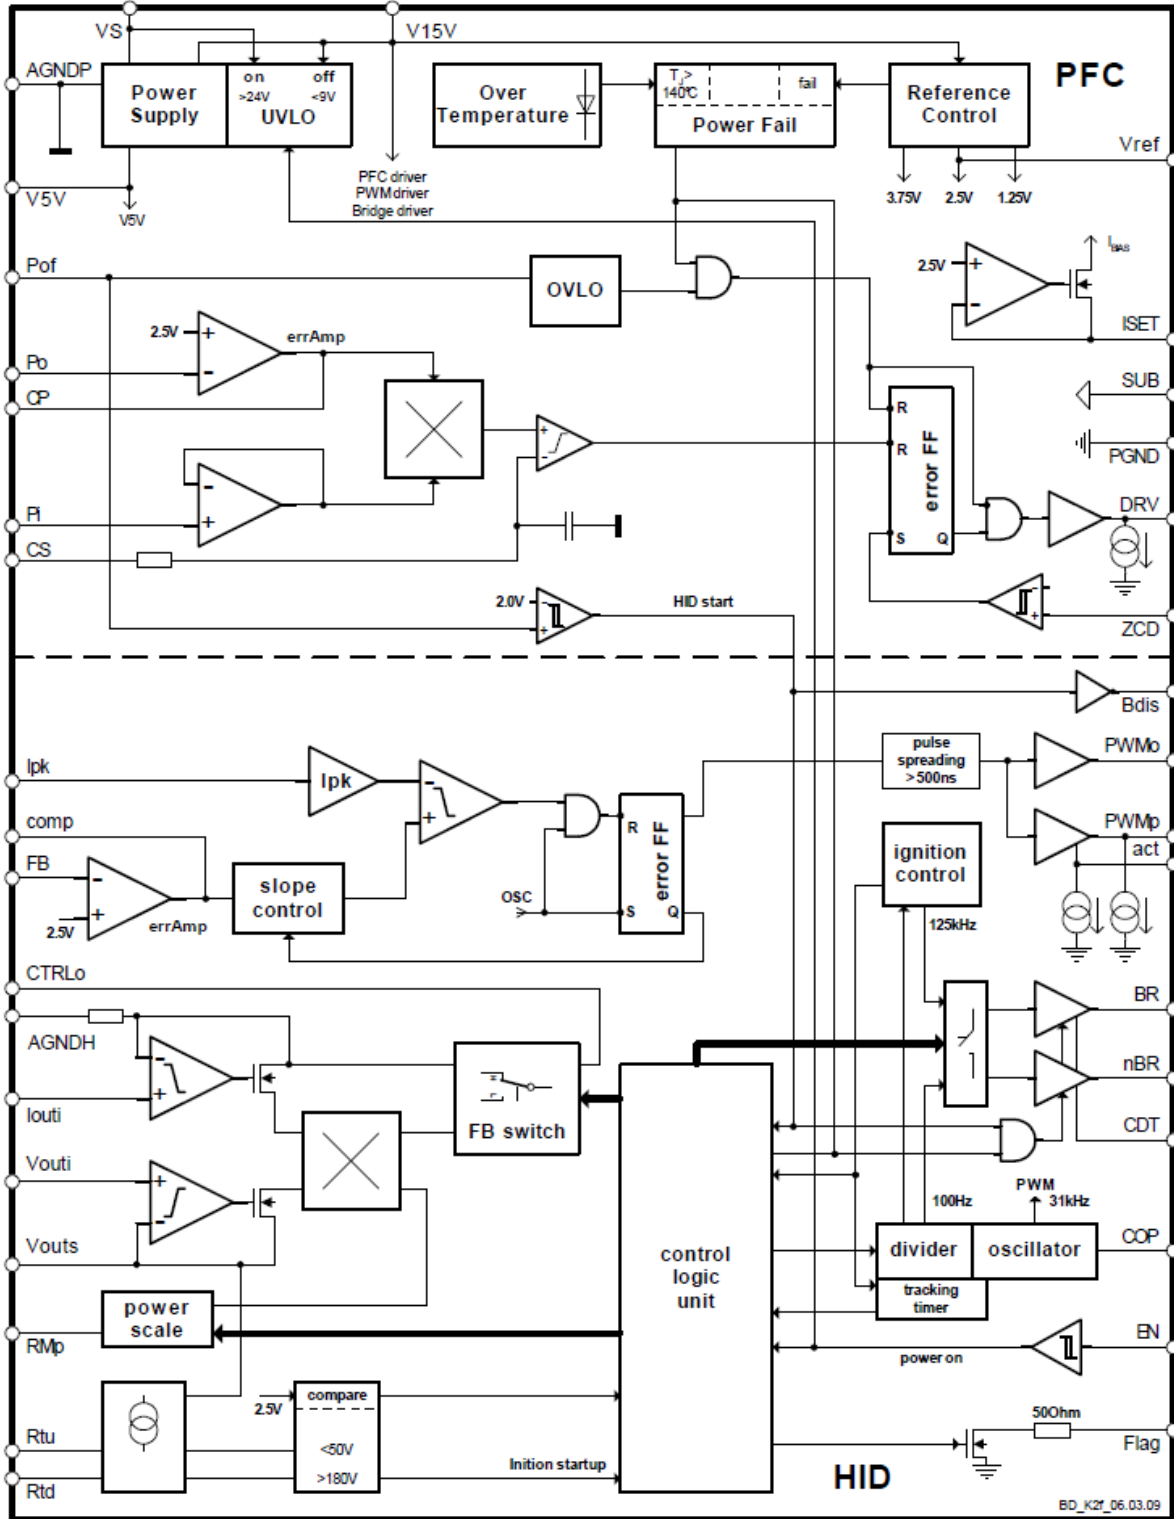 VS
V15V
AGNDP
Power
Supply
on
>24V
off
<9V
UVLO
Over
Temperature
TJ>
140°C
fail
Power Fail
Reference
Control
PFC
Vref
3.75V
2.5V
1.25V
V5V
V5V
PFC driver
PWM driver
Bridge driver
Pof
OVLO
2.5V
+
-
IBIAS
ISET
2.5V
+
-
errAmp
Po
CP
SUB
PGND
R
R
error FF
S
Q
+
-
-
+
Pi
CS
DRV
2.0V
-
+
HID start
-
+
ZCD
Bdis
Ipk
Ipk
-
+
pulse
spreading
>500ns
PWMo
comp
PWMp
act
FB
-
+
2.5V
errAmp
slope
control
OSC
R
error FF
S
Q
ignition
control
125kHz
CTRLo
AGNDH
-
+
Iouti
FB switch
BR
nBR
CDT
Vouti
+
-
Vouts
control
logic
unit
100Hz
PWM
31kHz
divider
oscillator
COP
tracking
timer
power
scale
RMp
power on
EN
2.5V
compare
<50V
>180V
Rtu
Rtd
Inition startup
50Ohm
Flag
HID
BD_K2f_06.03.09